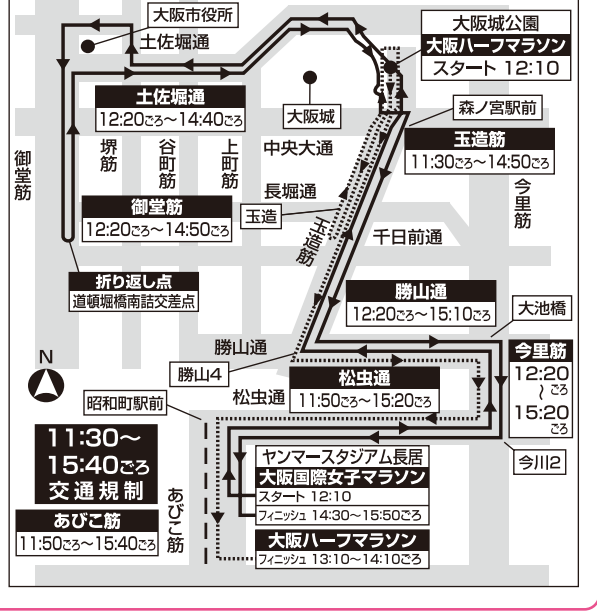 大阪市役所
土佐堀通
大阪城公園
大阪ハーフマラソン
スタート 12:10
大阪城
森ノ宮駅前
土佐堀通
12:20ごろ～14:40ごろ
玉造筋
11:30ごろ～14:50ごろ
御堂筋
堺筋
谷町筋
上町筋
中央大通
長堀通
玉造
玉造筋
今里筋
千日前通
御堂筋
12:20ごろ～14:50ごろ
折り返し点
道頓堀橋南詰交差点
勝山通
12:20ごろ～15:10ごろ
大池橋
N
勝山通
勝山4
今里筋
12:20
ごろ
～
15:20
ごろ
松虫通
松虫通
11:50ごろ～15:20ごろ
昭和町駅前
今川2
11:30～
15:40ごろ
交通規制
あびこ筋
11:50ごろ～15:40ごろ
あびこ筋
ヤンマースタジアム長居
大阪国際女子マラソン
スタート 12:10
フィニッシュ 14:30～15:50ごろ
大阪ハーフマラソン
フィニッシュ 13:10～14:10ごろ